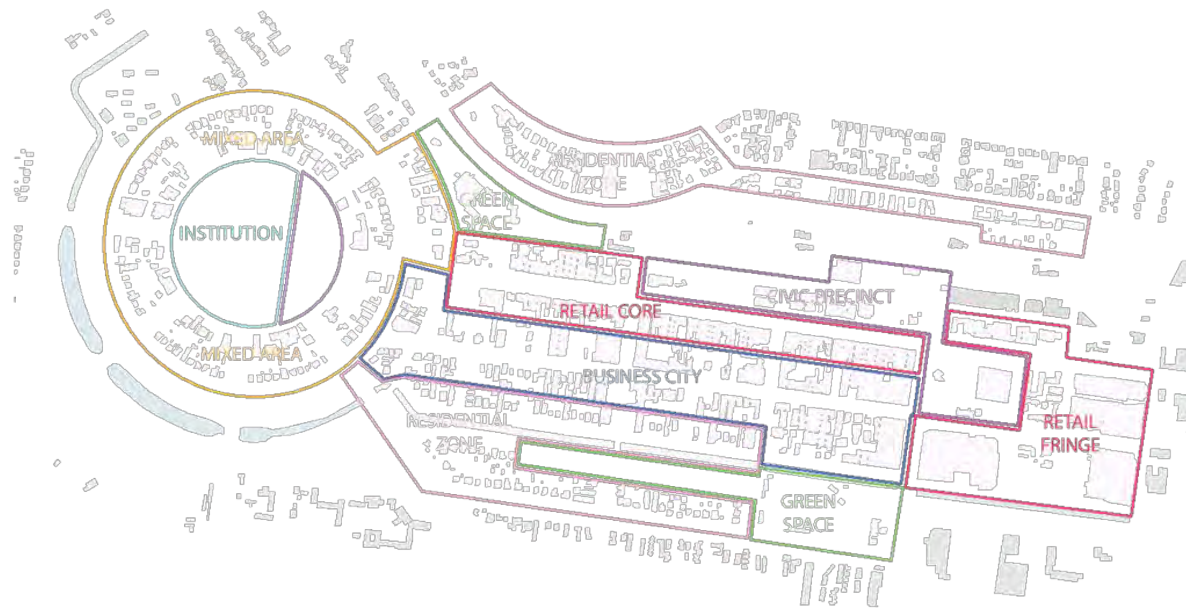 MIXED AREA
RESIDENTIAL
ZONE
GREEN
SPACE
INSTITUTION
CIVIC PRECINCT
RETAIL CORE
MIXED AREA
BUSINESS CITY
RESIDENTIAL
ZONE
RETAIL
FRINGE
GREEN
SPACE